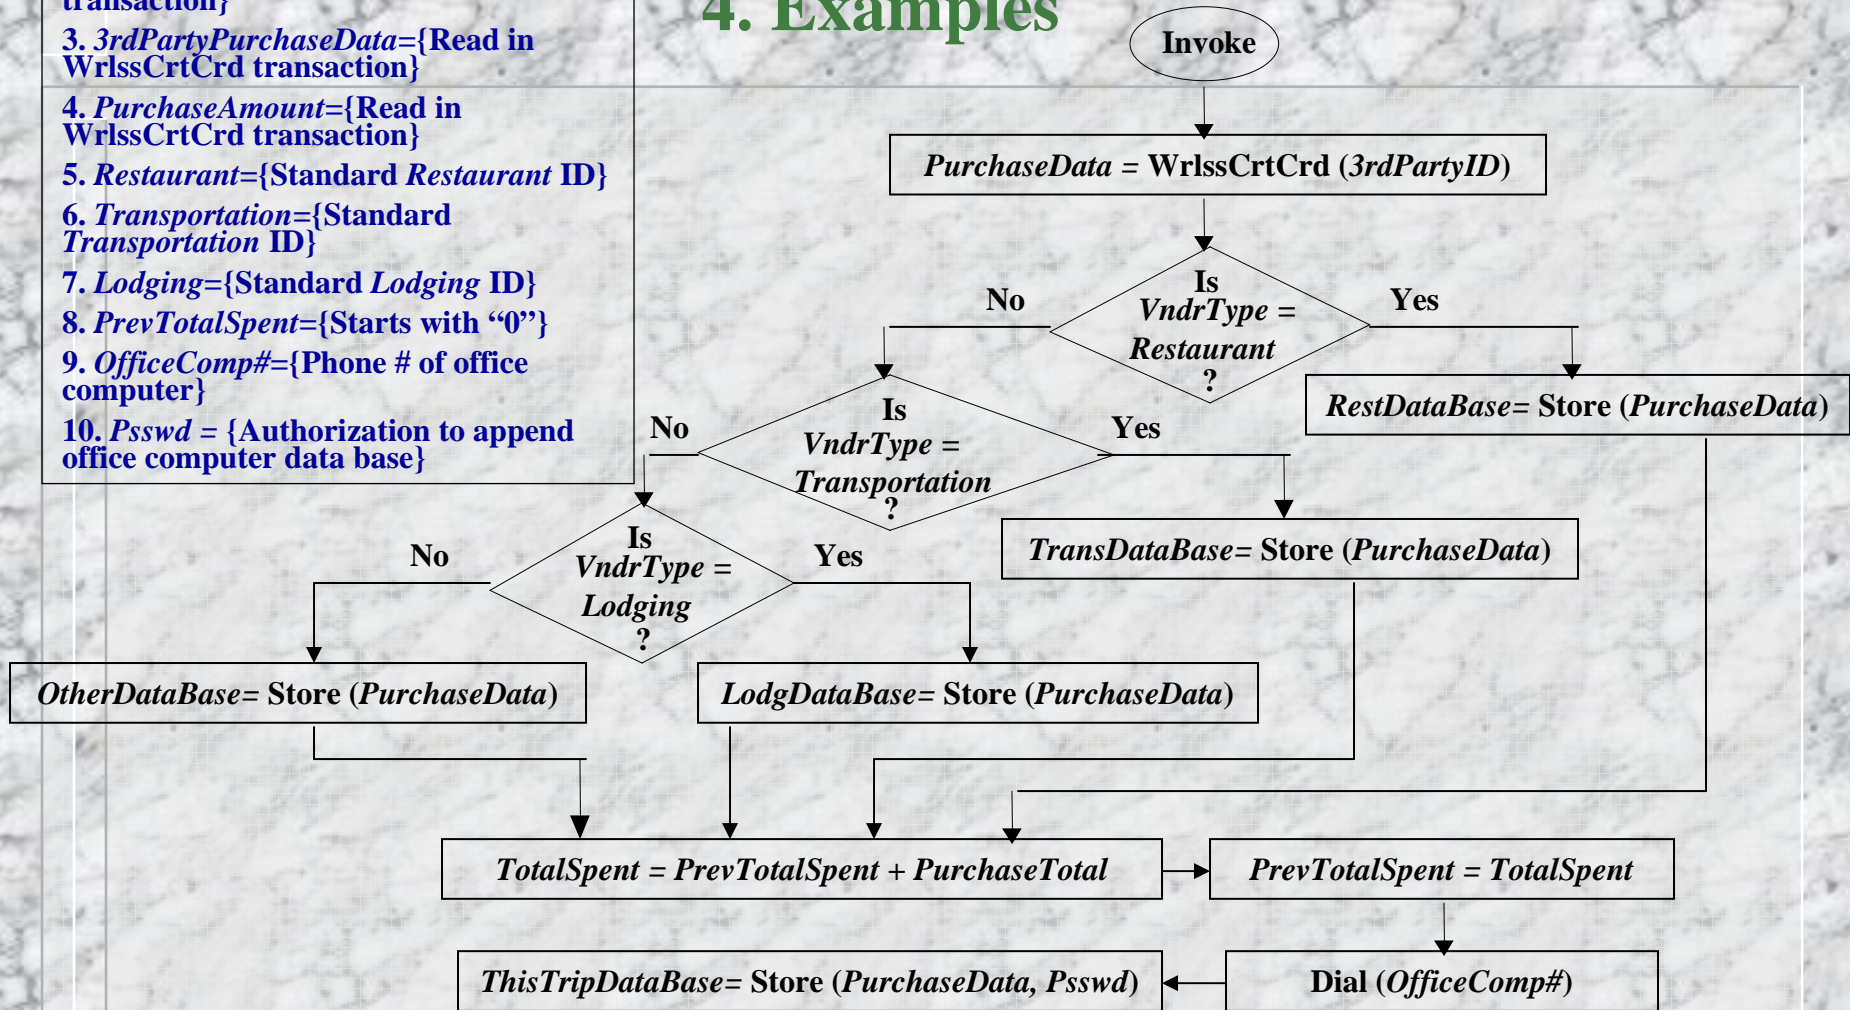 transaction}
3. 3rdPartyPurchaseData={Read in
WrlssCrtCrd transaction}
4. PurchaseAmount={Read in
WrlssCrtCrd transaction}
5. Restaurant={Standard Restaurant ID}
6. Transportation={Standard
Transportation ID}
7. Lodging={Standard Lodging ID}
8. PrevTotalSpent={Starts with “0”}
9. OfficeComp#={Phone # of office
computer}
10. Psswd = {Authorization to append
office computer data base}
4. Examples
Invoke
PurchaseData = WrlssCrtCrd (3rdPartyID)
Is
VndrType =
Restaurant
?
No
Yes
RestDataBase= Store (PurchaseData)
Is
VndrType =
Transportation
?
No
Yes
TransDataBase= Store (PurchaseData)
Is
VndrType =
Lodging
?
No
Yes
OtherDataBase= Store (PurchaseData)
LodgDataBase= Store (PurchaseData)
TotalSpent = PrevTotalSpent + PurchaseTotal
PrevTotalSpent = TotalSpent
ThisTripDataBase= Store (PurchaseData, Psswd)
Dial (OfficeComp#)